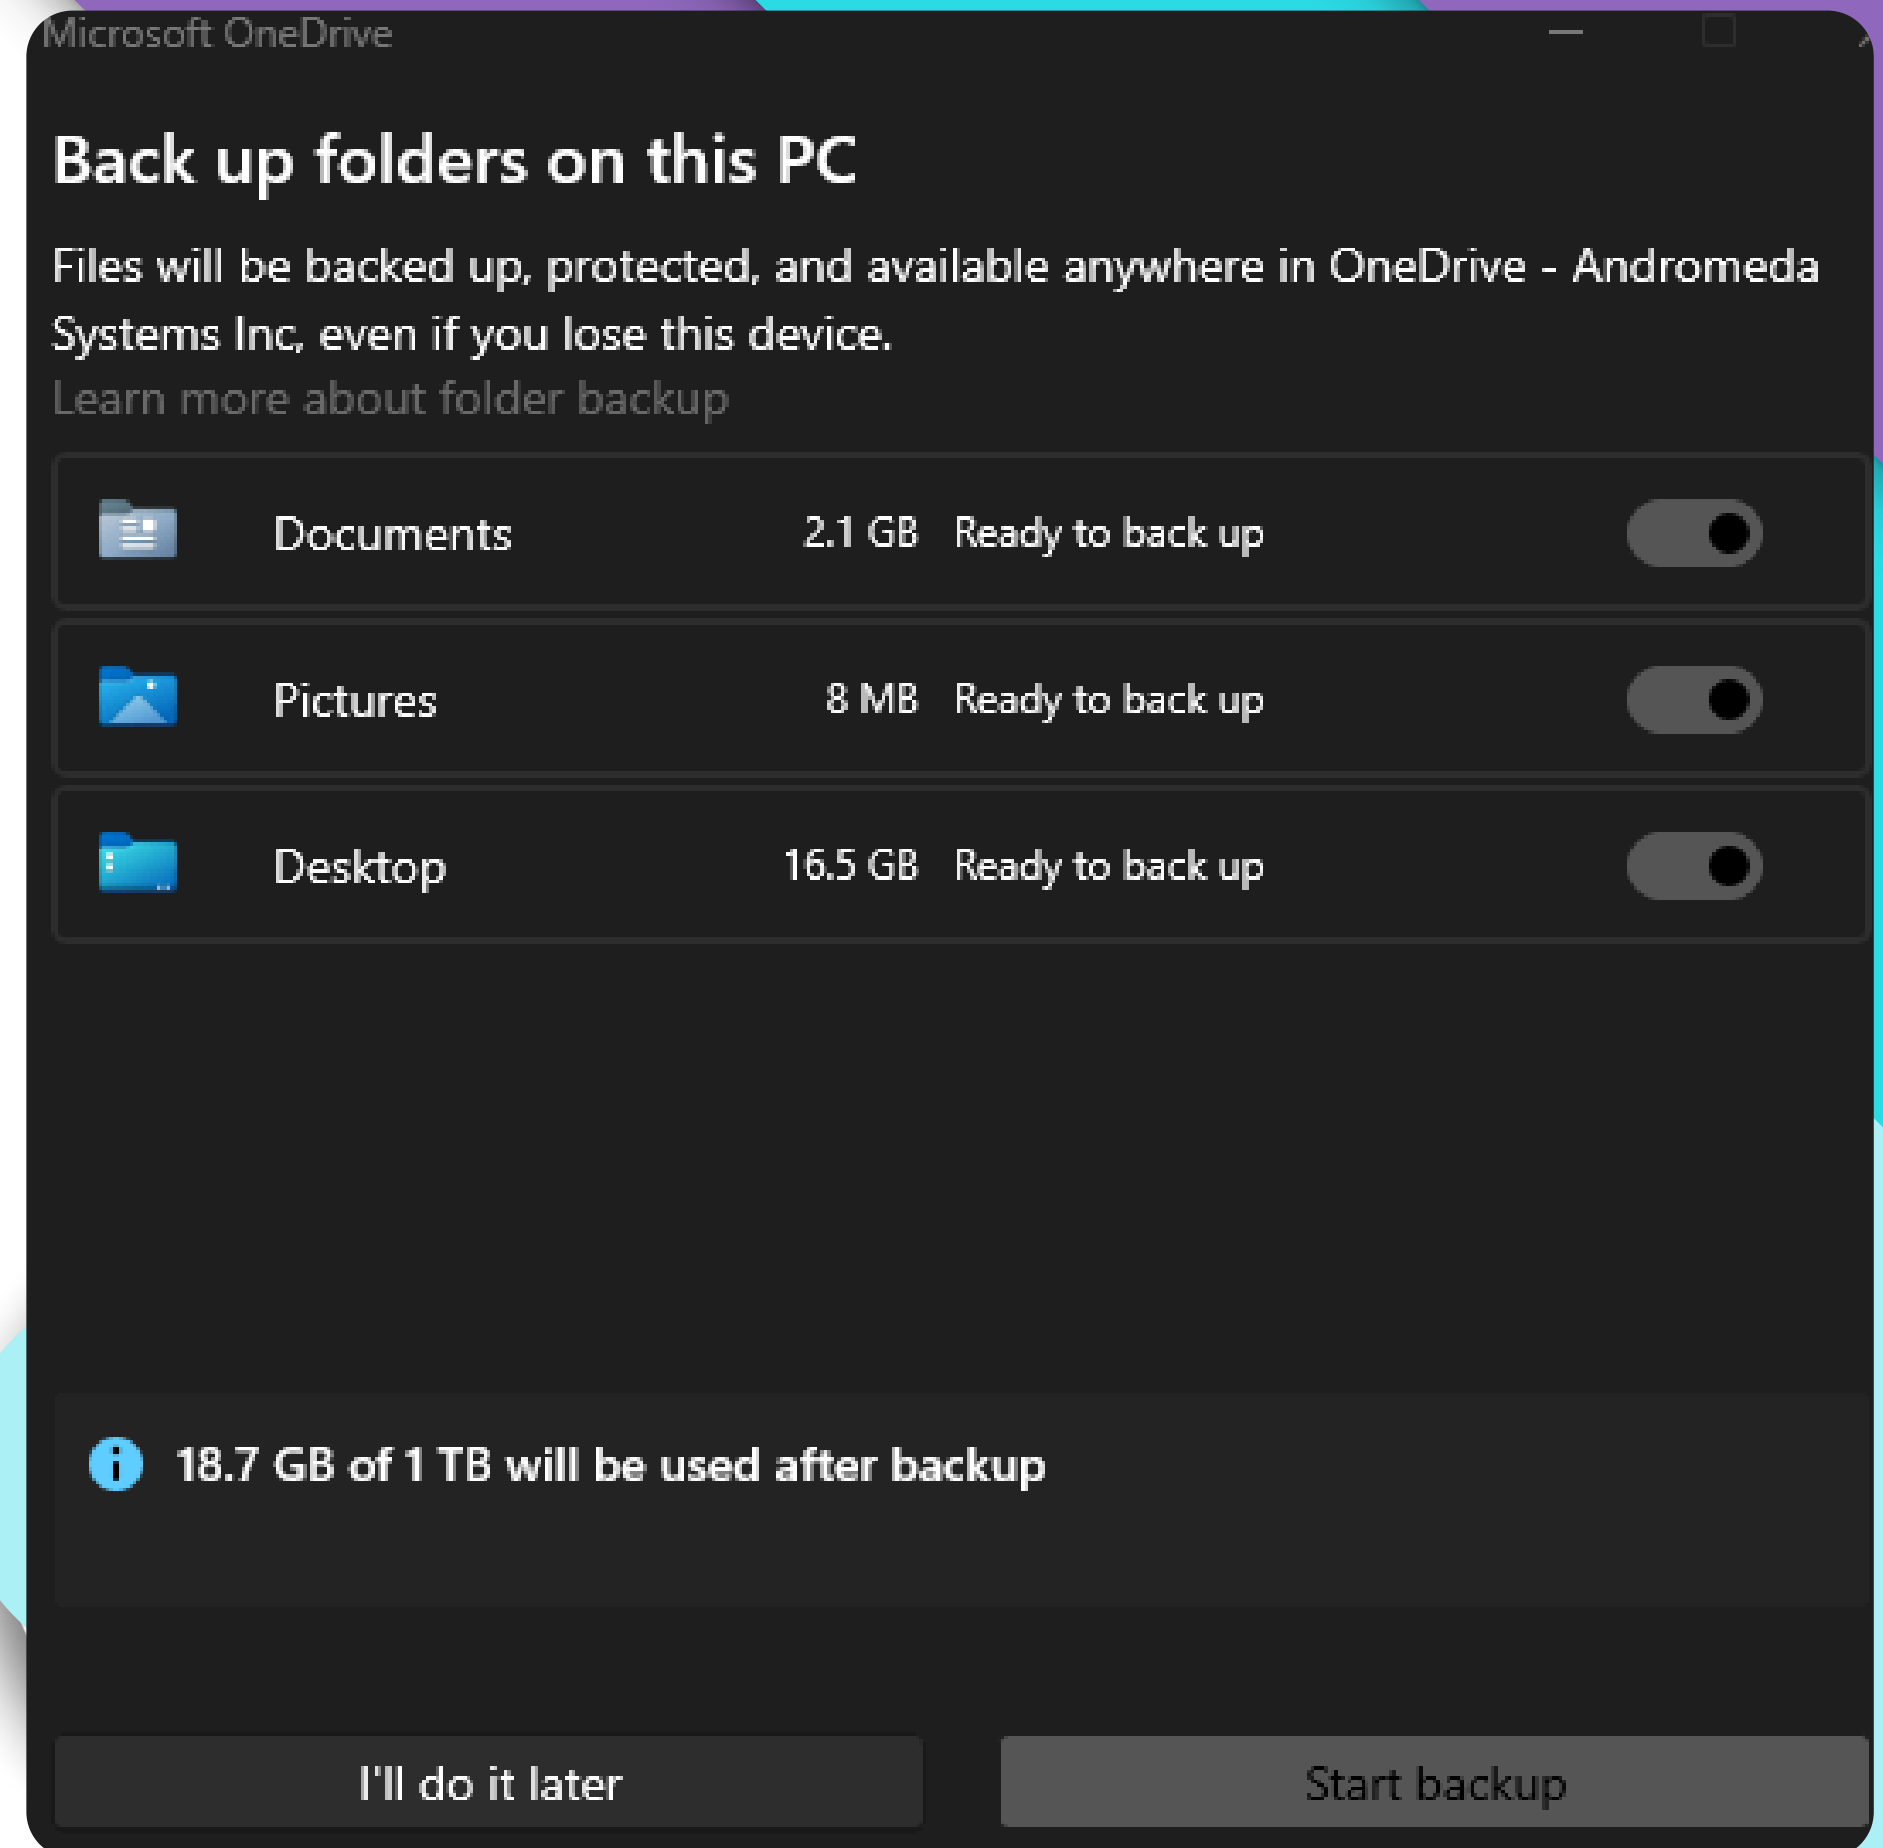 Microsoft OneDrive
Back up folders on this PC
Files will be backed up, protected, and available anywhere in OneDrive - Andromeda
Systems Inc, even if you lose this device.
Learn more about folder backup
Documents 2.1 GB Ready to back up
Pictures 8 MB Ready to back up
Desktop 16.5 GB Ready to back up
18.7 GB of 1 TB will be used after backup
I'll do it later Start backup